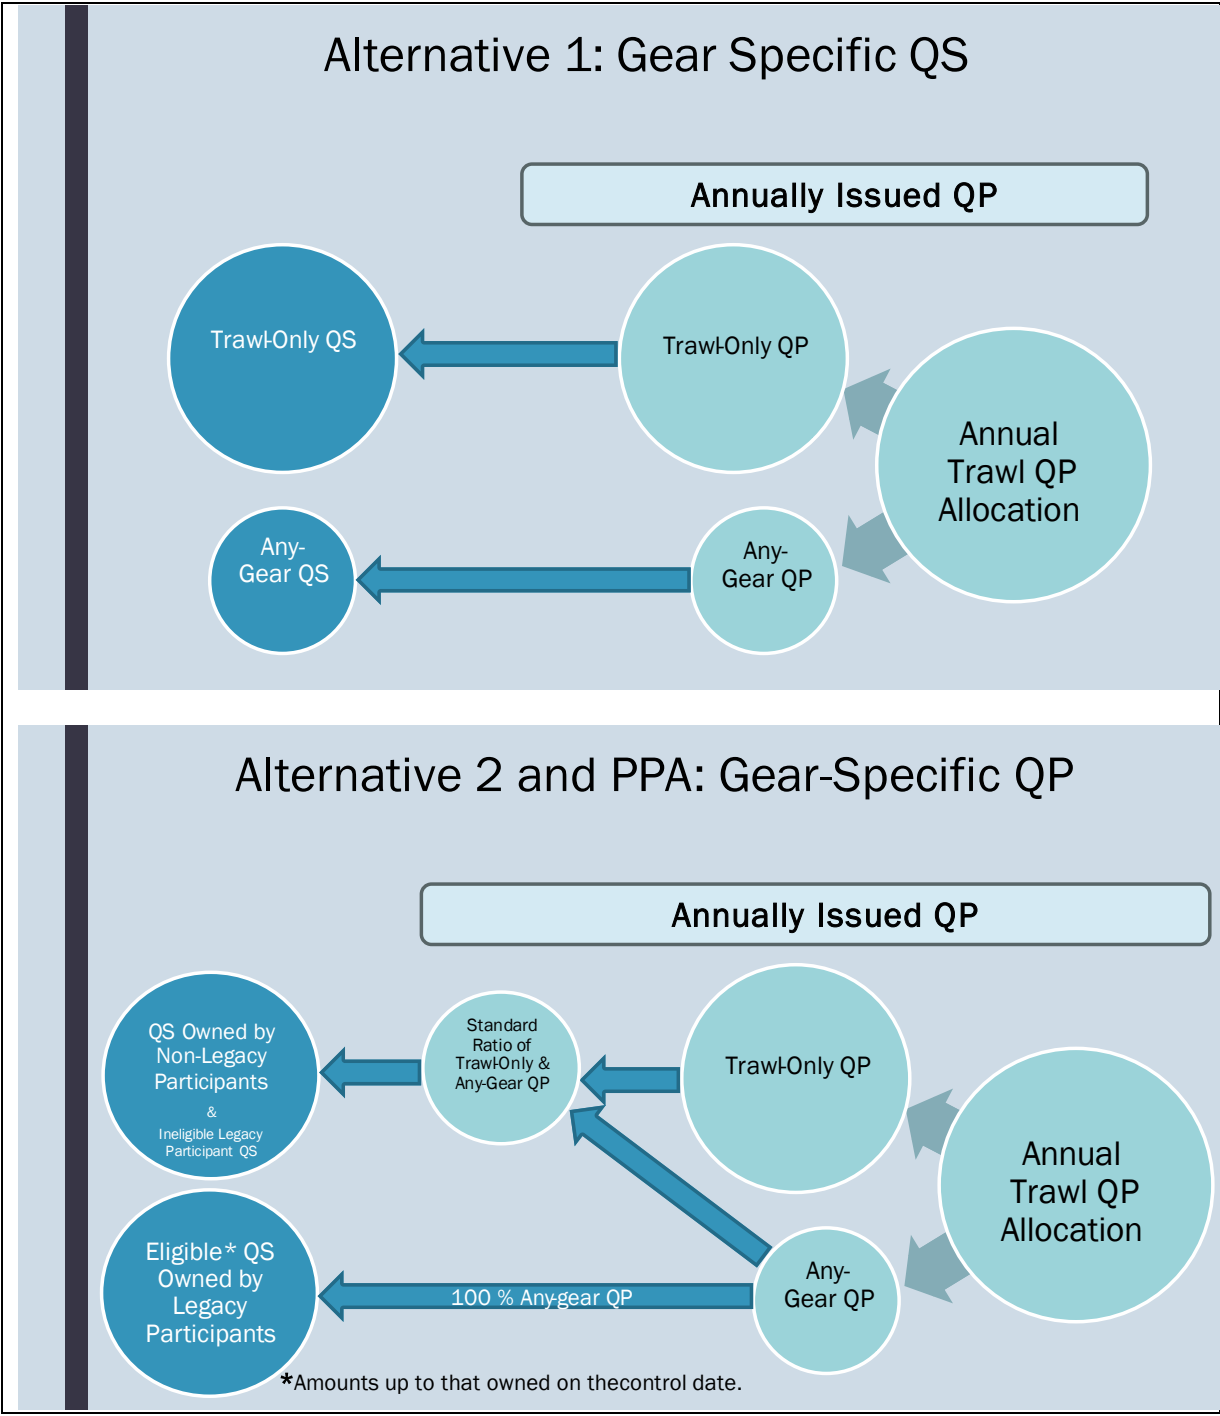 Alternative 1: Gear Specific QS
Annually Issued QP
Trawl-Only QS
Trawl-Only QP
Annual
Trawl QP
Allocation
Any-
Gear QS
Any-
Gear QP
Alternative 2 and PPA: Gear-Specific QP
Annually Issued QP
QS Owned by
Non-Legacy
Participants
&
Ineligible Legacy
Participant QS
Standard
Ratio of
Trawl-Only &
Any-Gear QP
Trawl-Only QP
Annual
Trawl QP
Allocation
Eligible* QS
Owned by
Legacy
Participants
100 % Any-gear QP
Any-
Gear QP
*Amounts up to that owned on thecontrol date.